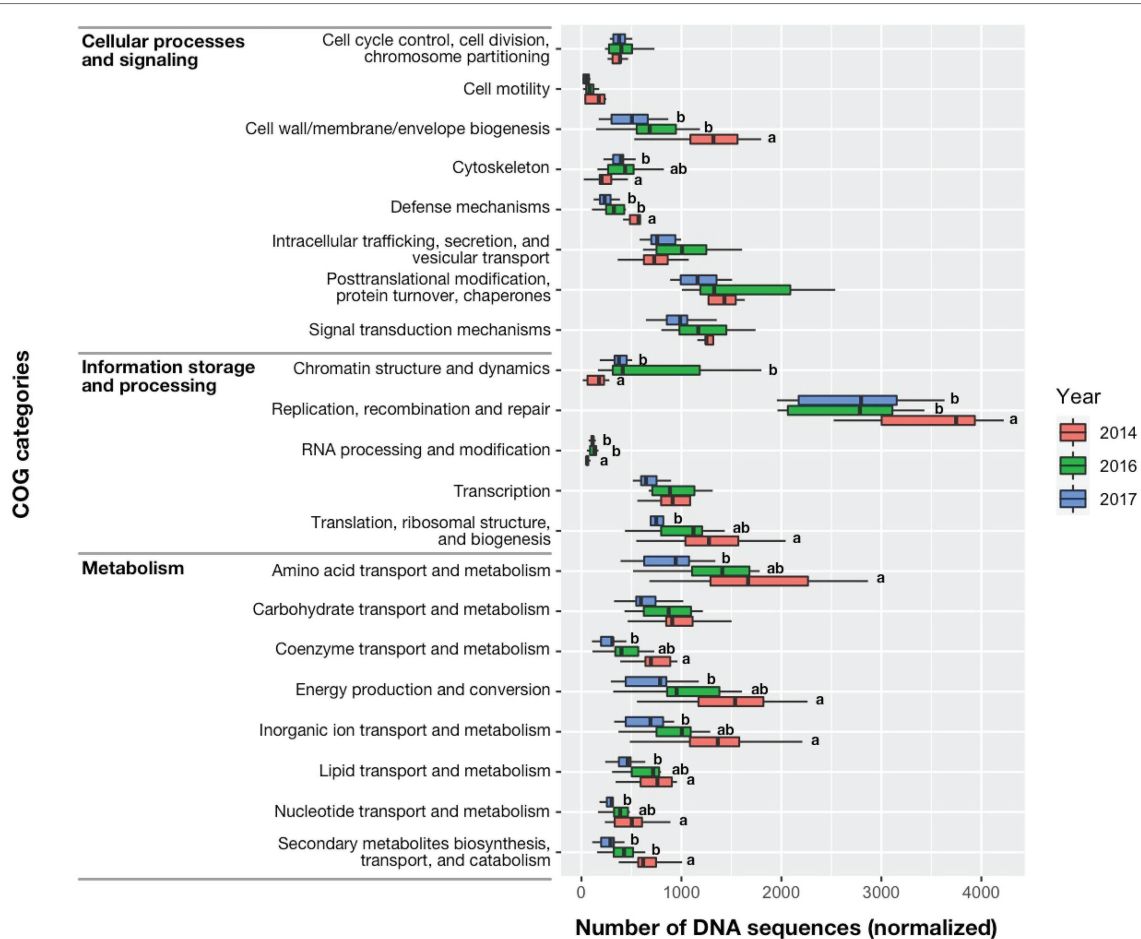 Cellular processes
and signaling
Cell cycle control, cell division,
chromosome partitioning
Cell motility
Cell wall/membrane/envelope biogenesis
b
b
a
Cytoskeleton
b
ab
a
Defense mechanisms
b
b
a
Intracellular trafficking, secretion, and
vesicular transport
Posttranslational modification,
protein turnover, chaperones
Signal transduction mechanisms
Information storage
and processing
Chromatin structure and dynamics
b
b
a
Replication, recombination and repair
b
b
a
RNA processing and modification
b
b
a
Transcription
Translation, ribosomal structure,
and biogenesis
b
ab
a
Metabolism
Amino acid transport and metabolism
b
ab
a
Carbohydrate transport and metabolism
Coenzyme transport and metabolism
b
ab
a
Energy production and conversion
b
ab
a
Inorganic ion transport and metabolism
b
ab
a
Lipid transport and metabolism
b
ab
a
Nucleotide transport and metabolism
b
ab
a
Secondary metabolites biosynthesis,
transport, and catabolism
b
b
a
COG categories
0 1000 2000 3000 4000
Number of DNA sequences (normalized)
Year
2014
2016
2017